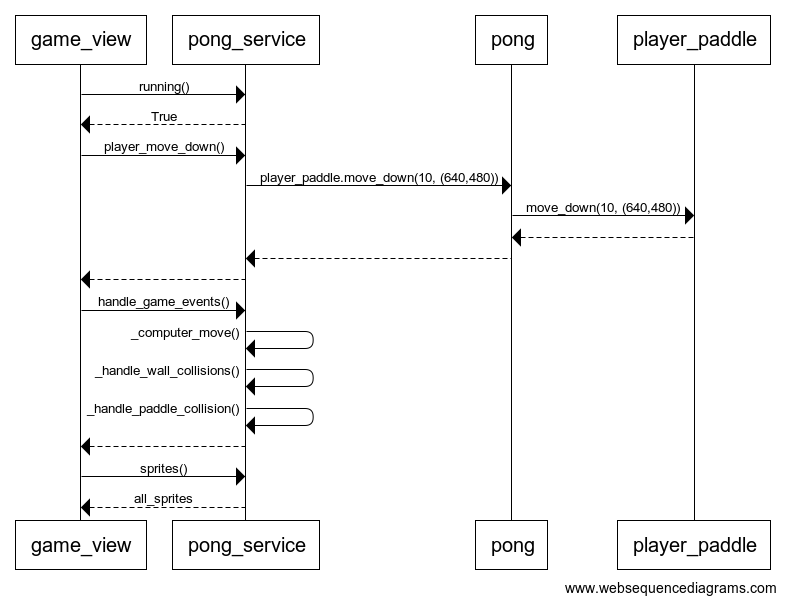 game_view
pong_service
pong
player_paddle
running()
True
player_move_down()
player_paddle.move_down(10, (640,480))
move_down(10, (640,480))
handle_game_events()
_computer_move()
_handle_wall_collisions()
_handle_paddle_collision()
sprites()
all_sprites
game_view
pong_service
pong
player_paddle
www.websequencediagrams.com